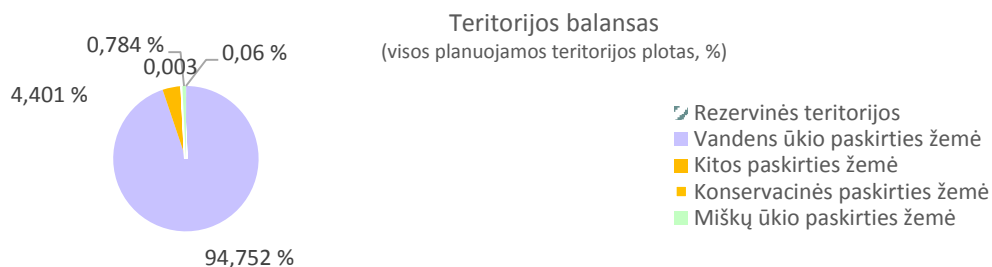 Teritorijos balansas
(visos planuojamos teritorijos plotas, %)
0,784 %
0,06 %
0,003
4,401 %
94,752 %
Rezervinės teritorijos
Vandens ūkio paskirties žemė
Kitos paskirties žemė
Konservacinės paskirties žemė
Miškų ūkio paskirties žemė